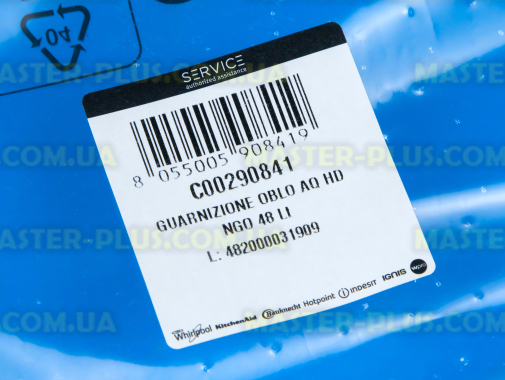 04
SERVICE
authorized assistance
8 055005 908419
C00290841
GUARNIZIONE OBLO AQ HD
NGO 48 LI
L: 482000031909
Whirlpool KitchenAid Bauknecht Hotpoint indesit IGNIS wpro
MASTER-PLUS.COM.UA